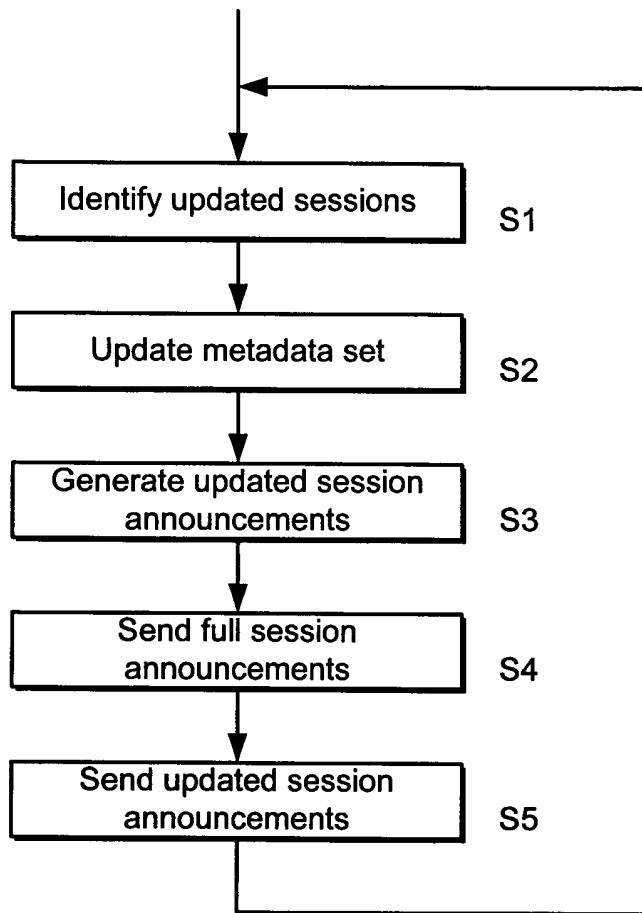 Identify updated sessions
S1
Update metadata set
S2
Generate updated session
announcements
S3
Send full session
announcements
S4
Send updated session
announcements
S5